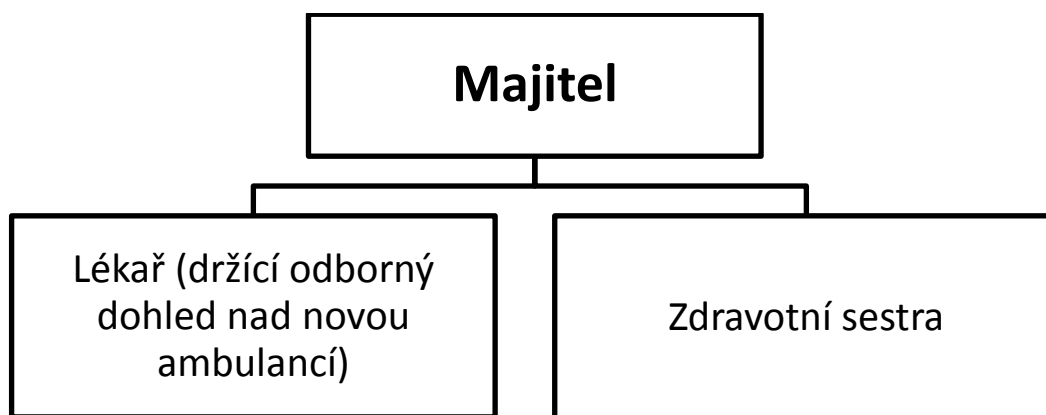 Majitel
Lékař (držící odborný
dohled nad novou
ambulancí)
Zdravotní sestra